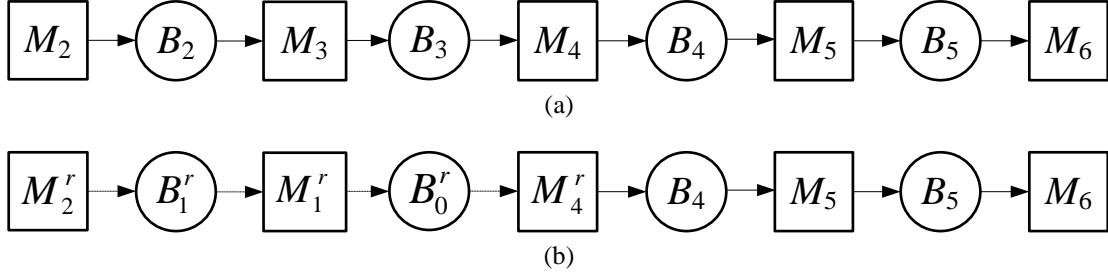 M₂ B₂ M₃ B₃ M₄ B₄ M₅ B₅ M₆
(a)
M₂ʳ B₁ʳ M₁ʳ B₀ʳ M₄ʳ B₄ M₅ B₅ M₆
(b)